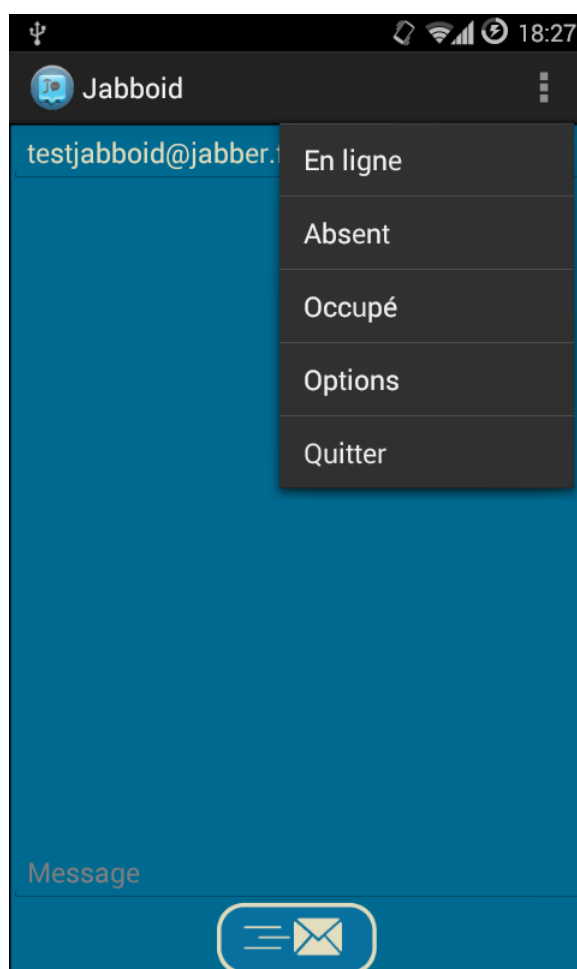 18:27
Jabboid
testjabboid@jabber.
En ligne
Absent
Occupé
Options
Quitter
Message